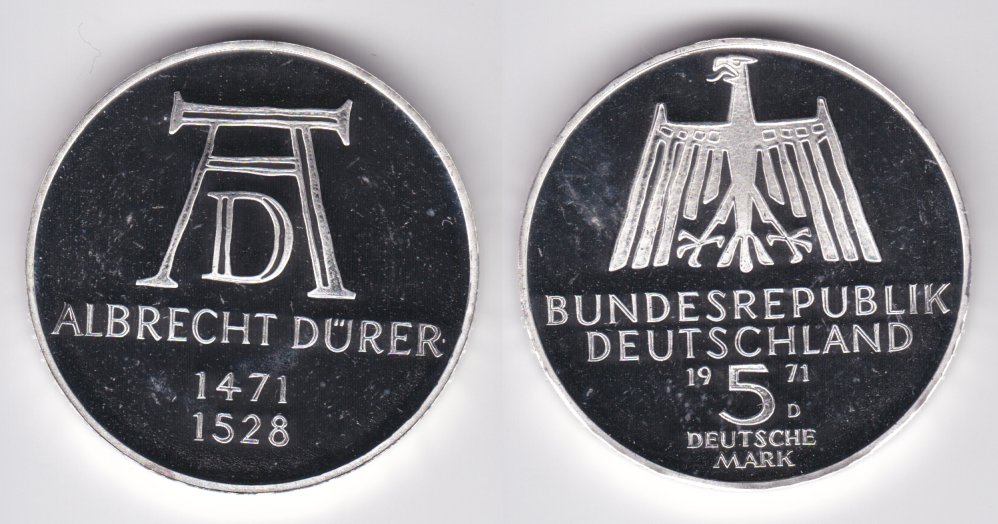 AD
ALBRECHT DÜRER
1471
1528
BUNDESREPUBLIK
DEUTSCHLAND
19 5 71
D
DEUTSCHE
MARK